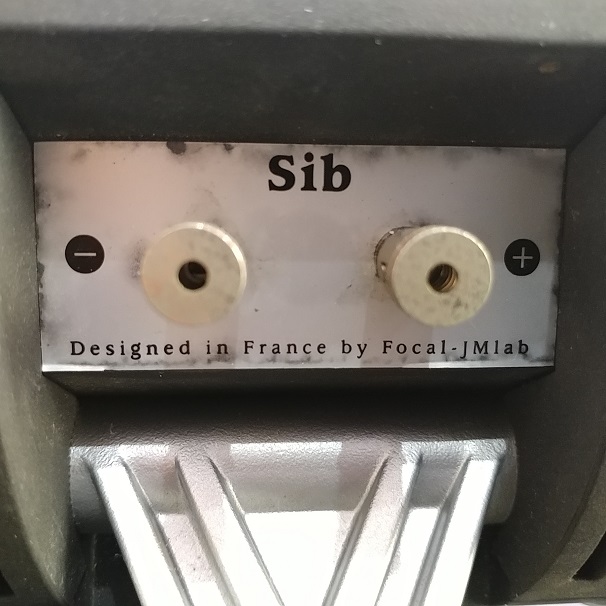 Sib
− +
Designed in France by Focal-JMlab